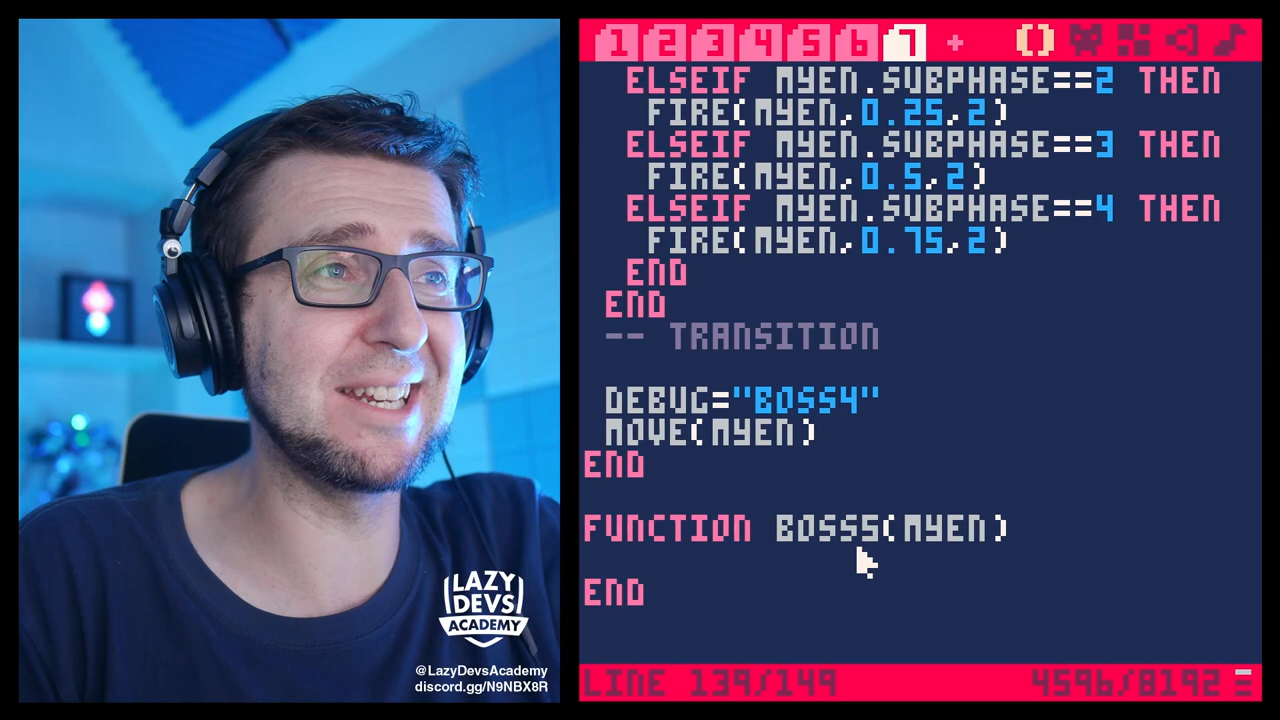 1 2 3 4 5 6 7 + ()
ELSEIF MYEN.SUBPHASE==2 THEN
FIRE(MYEN,0.25,2)
ELSEIF MYEN.SUBPHASE==3 THEN
FIRE(MYEN,0.5,2)
ELSEIF MYEN.SUBPHASE==4 THEN
FIRE(MYEN,0.75,2)
END
END
-- TRANSITION
DEBUG="BOSS4"
MOVE(MYEN)
END
FUNCTION BOSS5(MYEN)
END
LINE 139/149 4596/8192
LAZY
DEVS
ACADEMY
@LazyDevsAcademy
discord.gg/N9NBX8R